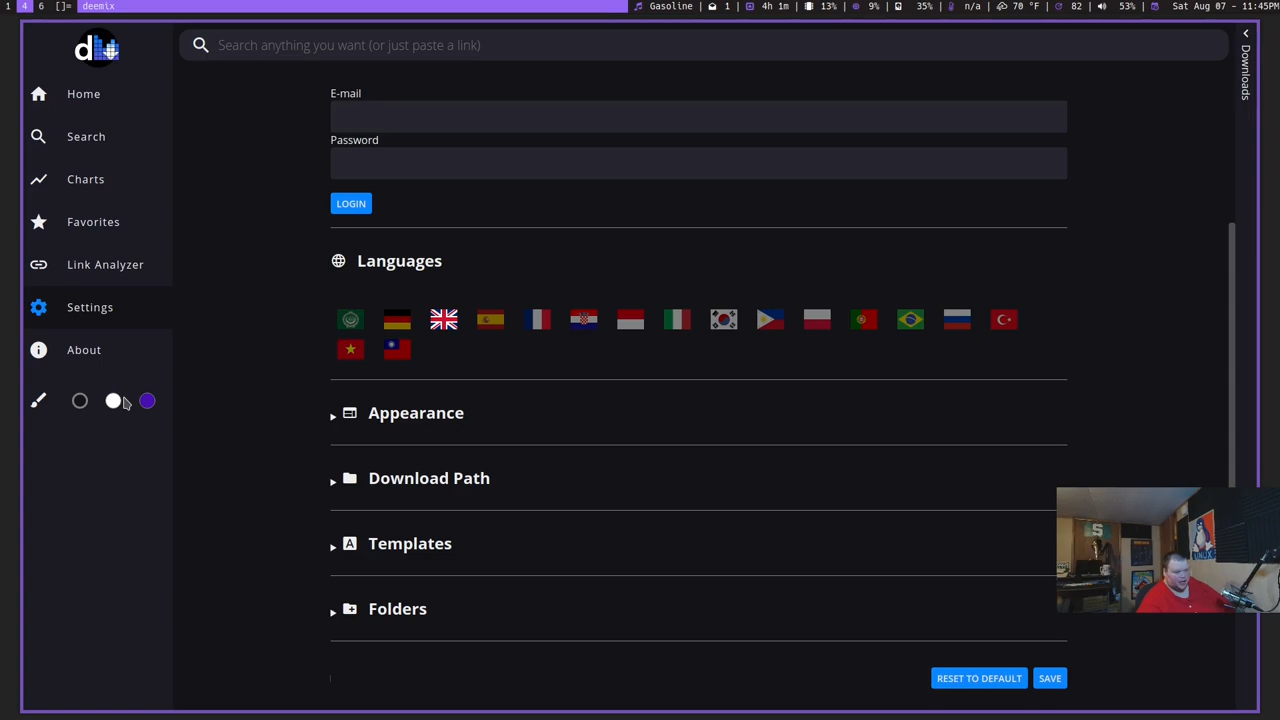 1 4 6 []= deemix Gasoline 1 4h 1m 13% 9% 35% n/a 70 °F 82 53% Sat Aug 07 - 11:45PM
d
Search anything you want (or just paste a link)
Downloads
Home
Search
Charts
Favorites
Link Analyzer
Settings
About
E-mail
Password
LOGIN
Languages
Appearance
Download Path
A Templates
Folders
RESET TO DEFAULT SAVE
S
LINUX